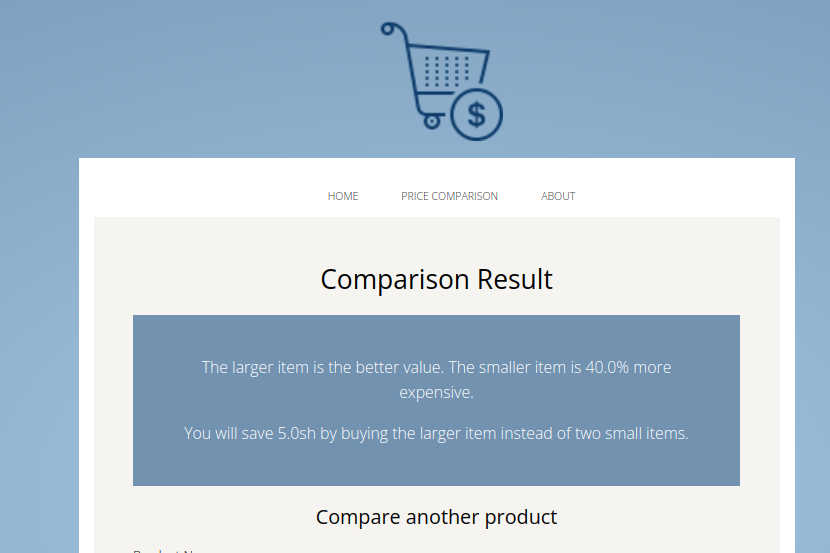 $
HOME PRICE COMPARISON ABOUT
Comparison Result
The larger item is the better value. The smaller item is 40.0% more
expensive.
You will save 5.0sh by buying the larger item instead of two small items.
Compare another product